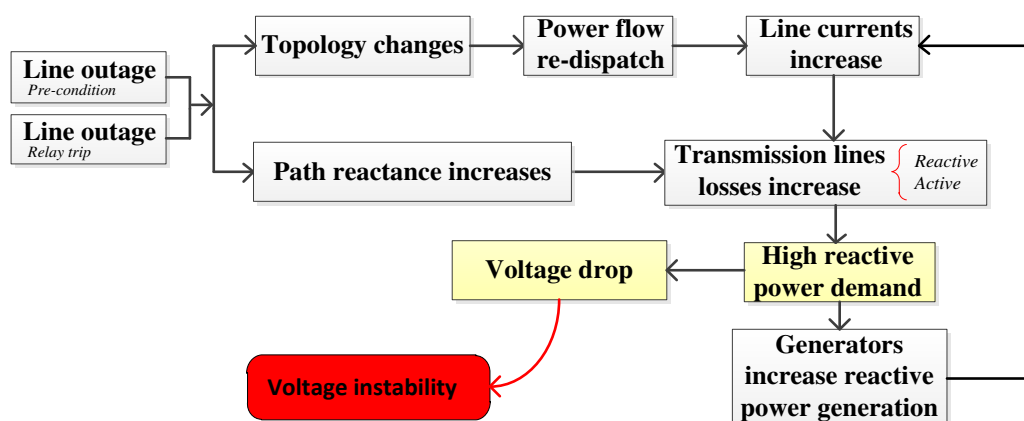 Line outage
Pre-condition
Line outage
Relay trip
Topology changes
Power flow
re-dispatch
Line currents
increase
Path reactance increases
Transmission lines
losses increase
Reactive
Active
Voltage drop
High reactive
power demand
Voltage instability
Generators
increase reactive
power generation